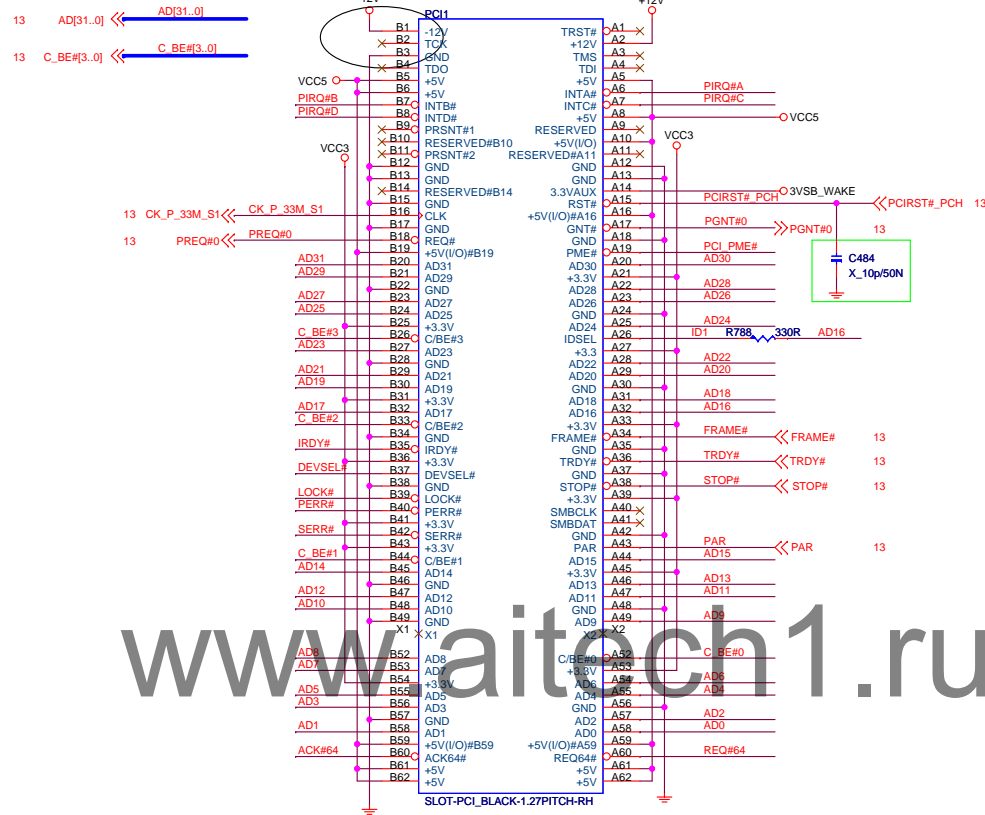 12V
+12V
13 AD[31..0] AD[31..0]
13 C_BE#[3..0] C_BE#[3..0]
PCI1
B1 -12V TRST# A1
B2 TCK +12V A2
B3 GND TMS A3
B4 TDO TDI A4
VCC5 B5 +5V +5V A5
B6 +5V INTA# A6 PIRQ#A
PIRQ#B B7 INTB# INTC# A7 PIRQ#C
PIRQ#D B8 INTD# +5V A8 VCC5
B9 PRSNT#1 RESERVED A9
B10 RESERVED#B10 +5V(I/O) A10 VCC3
VCC3 B11 PRSNT#2 RESERVED#A11 A11
B12 GND GND A12
B13 GND GND A13
B14 RESERVED#B14 3.3VAUX A14 3VSB_WAKE
B15 GND RST# A15 PCIRST#_PCH PCIRST#_PCH 13
13 CK_P_33M_S1 CK_P_33M_S1 B16 CLK +5V(I/O)#A16 A16
B17 GND GNT# A17 PGNT#0 PGNT#0 13
13 PREQ#0 PREQ#0 B18 REQ# GND A18
B19 +5V(I/O)#B19 PME# A19 PCI_PME#
AD31 B20 AD31 AD30 A20 AD30
C484
X_10p/50N
AD29 B21 AD29 +3.3V A21
B22 GND AD28 A22 AD28
AD27 B23 AD27 AD26 A23 AD26
AD25 B24 AD25 GND A24
B25 +3.3V AD24 A25 AD24
C_BE#3 B26 C/BE#3 IDSEL A26 ID1 R788 330R AD16
AD23 B27 AD23 +3.3 A27
B28 GND AD22 A28 AD22
AD21 B29 AD21 AD20 A29 AD20
AD19 B30 AD19 GND A30
B31 +3.3V AD18 A31 AD18
AD17 B32 AD17 AD16 A32 AD16
C_BE#2 B33 C/BE#2 +3.3V A33
B34 GND FRAME# A34 FRAME# FRAME# 13
IRDY# B35 IRDY# GND A35
B36 +3.3V TRDY# A36 TRDY# TRDY# 13
DEVSEL# B37 DEVSEL# GND A37
B38 GND STOP# A38 STOP# STOP# 13
LOCK# B39 LOCK# +3.3V A39
PERR# B40 PERR# SMBCLK A40
B41 +3.3V SMBDAT A41
SERR# B42 SERR# GND A42
B43 +3.3V PAR A43 PAR PAR 13
C_BE#1 B44 C/BE#1 AD15 A44 AD15
AD14 B45 AD14 +3.3V A45
B46 GND AD13 A46 AD13
AD12 B47 AD12 AD11 A47 AD11
AD10 B48 AD10 GND A48
B49 GND AD9 A49 AD9
X1 X1 X2 X2
www.aitech1.ru
AD8 B52 AD8 C/BE#0 A52 C_BE#0
AD7 B53 AD7 +3.3V A53
B54 +3.3V AD6 A54 AD6
AD5 B55 AD5 AD4 A55 AD4
AD3 B56 AD3 GND A56
B57 GND AD2 A57 AD2
AD1 B58 AD1 AD0 A58 AD0
B59 +5V(I/O)#B59 +5V(I/O)#A59 A59
ACK#64 B60 ACK64# REQ64# A60 REQ#64
B61 +5V +5V A61
B62 +5V +5V A62
SLOT-PCI_BLACK-1.27PITCH-RH